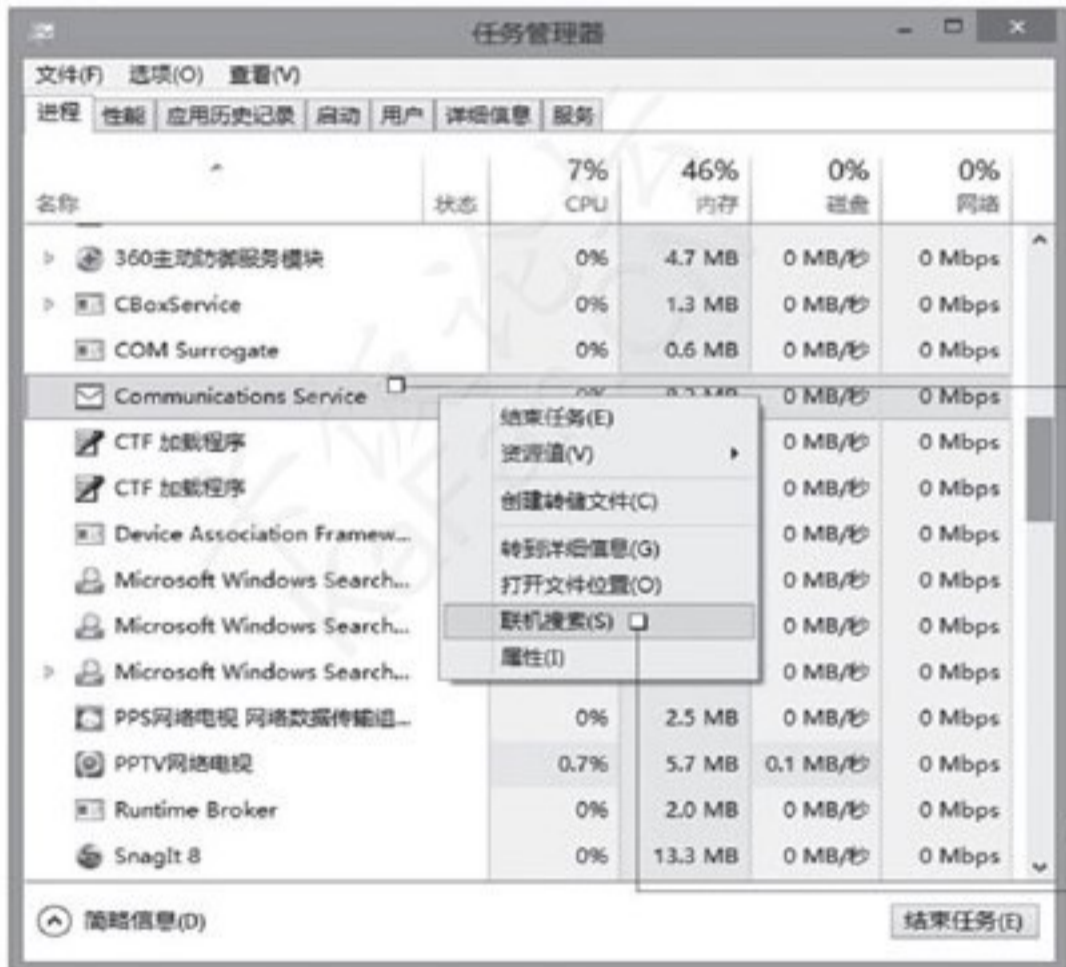 任务管理器
文件(F) 选项(O) 查看(V)
进程 性能 应用历史记录 启动 用户 详细信息 服务
7% 46% 0% 0%
名称 状态 CPU 内存 磁盘 网络
360主动防御服务模块 0% 4.7 MB 0 MB/秒 0 Mbps
CBoxService 0% 1.3 MB 0 MB/秒 0 Mbps
COM Surrogate 0% 0.6 MB 0 MB/秒 0 Mbps
Communications Service 0% 0 MB/秒 0 Mbps
CTF 加载程序 0 MB/秒 0 Mbps
CTF 加载程序 0 MB/秒 0 Mbps
Device Association Framew... 0 MB/秒 0 Mbps
Microsoft Windows Search... 0 MB/秒 0 Mbps
Microsoft Windows Search... 0 MB/秒 0 Mbps
Microsoft Windows Search... 0 MB/秒 0 Mbps
PPS网络电视 网络数据传输组... 0% 2.5 MB 0 MB/秒 0 Mbps
PPTV网络电视 0.7% 5.7 MB 0.1 MB/秒 0 Mbps
Runtime Broker 0% 2.0 MB 0 MB/秒 0 Mbps
SnagIt 8 0% 13.3 MB 0 MB/秒 0 Mbps
结束任务(E)
资源值(V)
创建转储文件(C)
转到详细信息(G)
打开文件位置(O)
联机搜索(S)
属性(I)
简略信息(D) 结束任务(E)